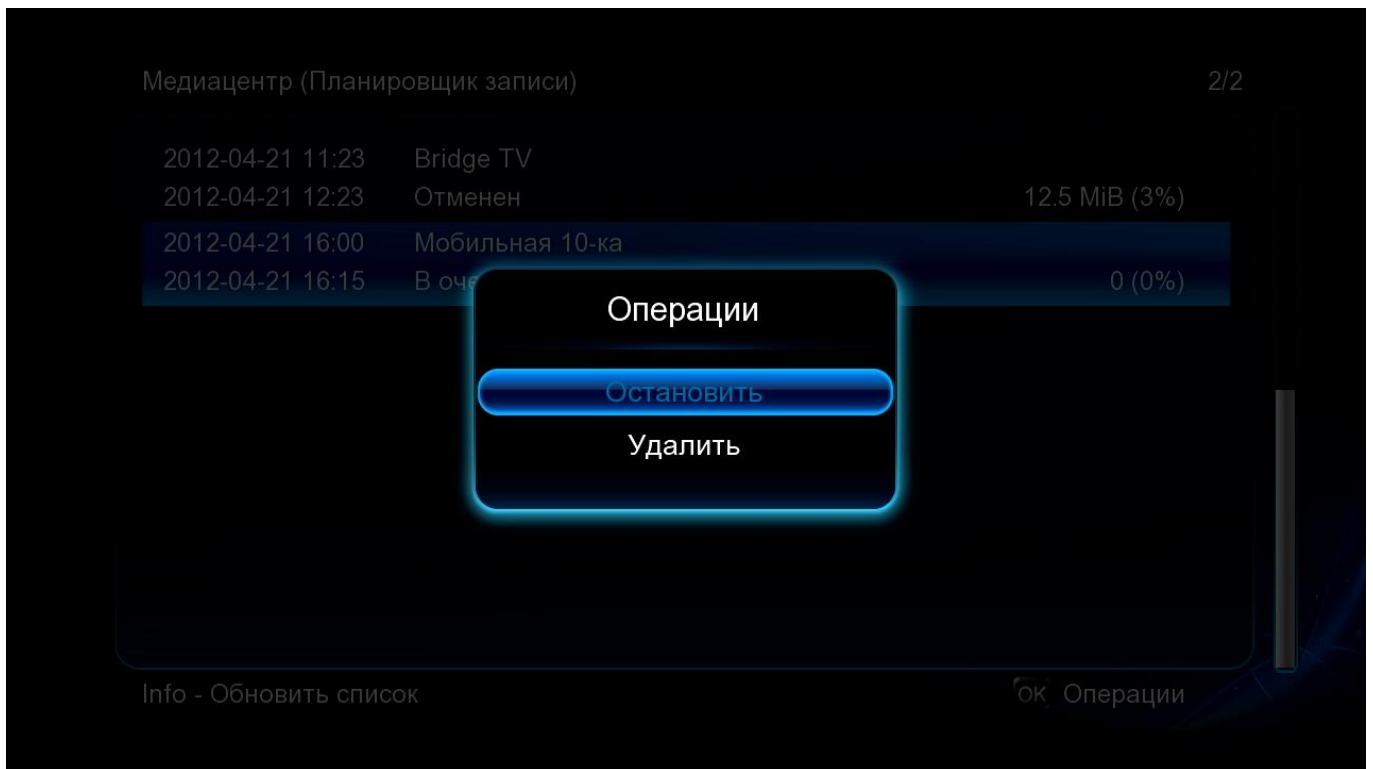 Медиацентр (Планировщик записи) 2/2
2012-04-21 11:23 Bridge TV
2012-04-21 12:23 Отменен 12.5 MiB (3%)
2012-04-21 16:00 Мобильная 10-ка
2012-04-21 16:15 В оче 0 (0%)
Операции
Остановить
Удалить
Info - Обновить список OK Операции